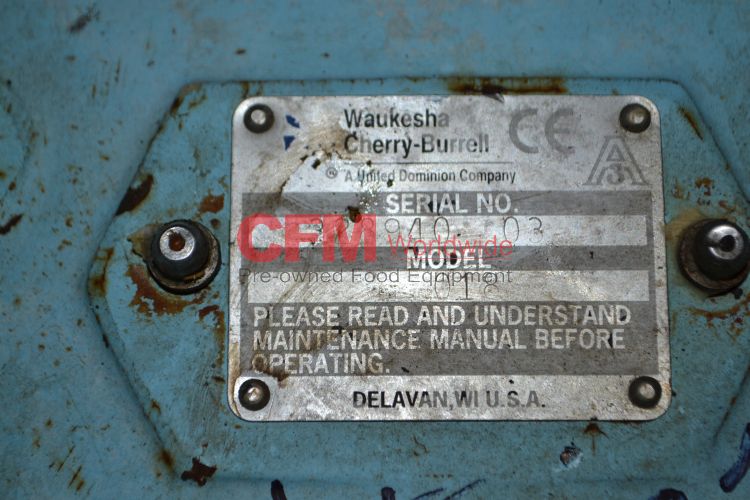 Waukesha
Cherry-Burrell
CE
A United Dominion Company
SERIAL NO.
CFM Worldwide
MODEL
Pre-owned Food Equipment
PLEASE READ AND UNDERSTAND
MAINTENANCE MANUAL BEFORE
OPERATING.
DELAVAN, WI U.S.A.